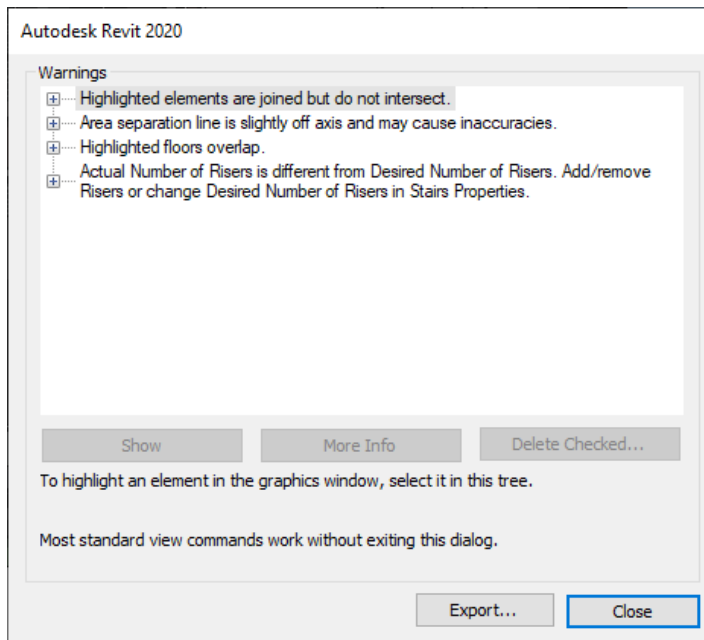 Autodesk Revit 2020
Warnings
Highlighted elements are joined but do not intersect.
Area separation line is slightly off axis and may cause inaccuracies.
Highlighted floors overlap.
Actual Number of Risers is different from Desired Number of Risers. Add/remove
Risers or change Desired Number of Risers in Stairs Properties.
Show
More Info
Delete Checked...
To highlight an element in the graphics window, select it in this tree.
Most standard view commands work without exiting this dialog.
Export...
Close